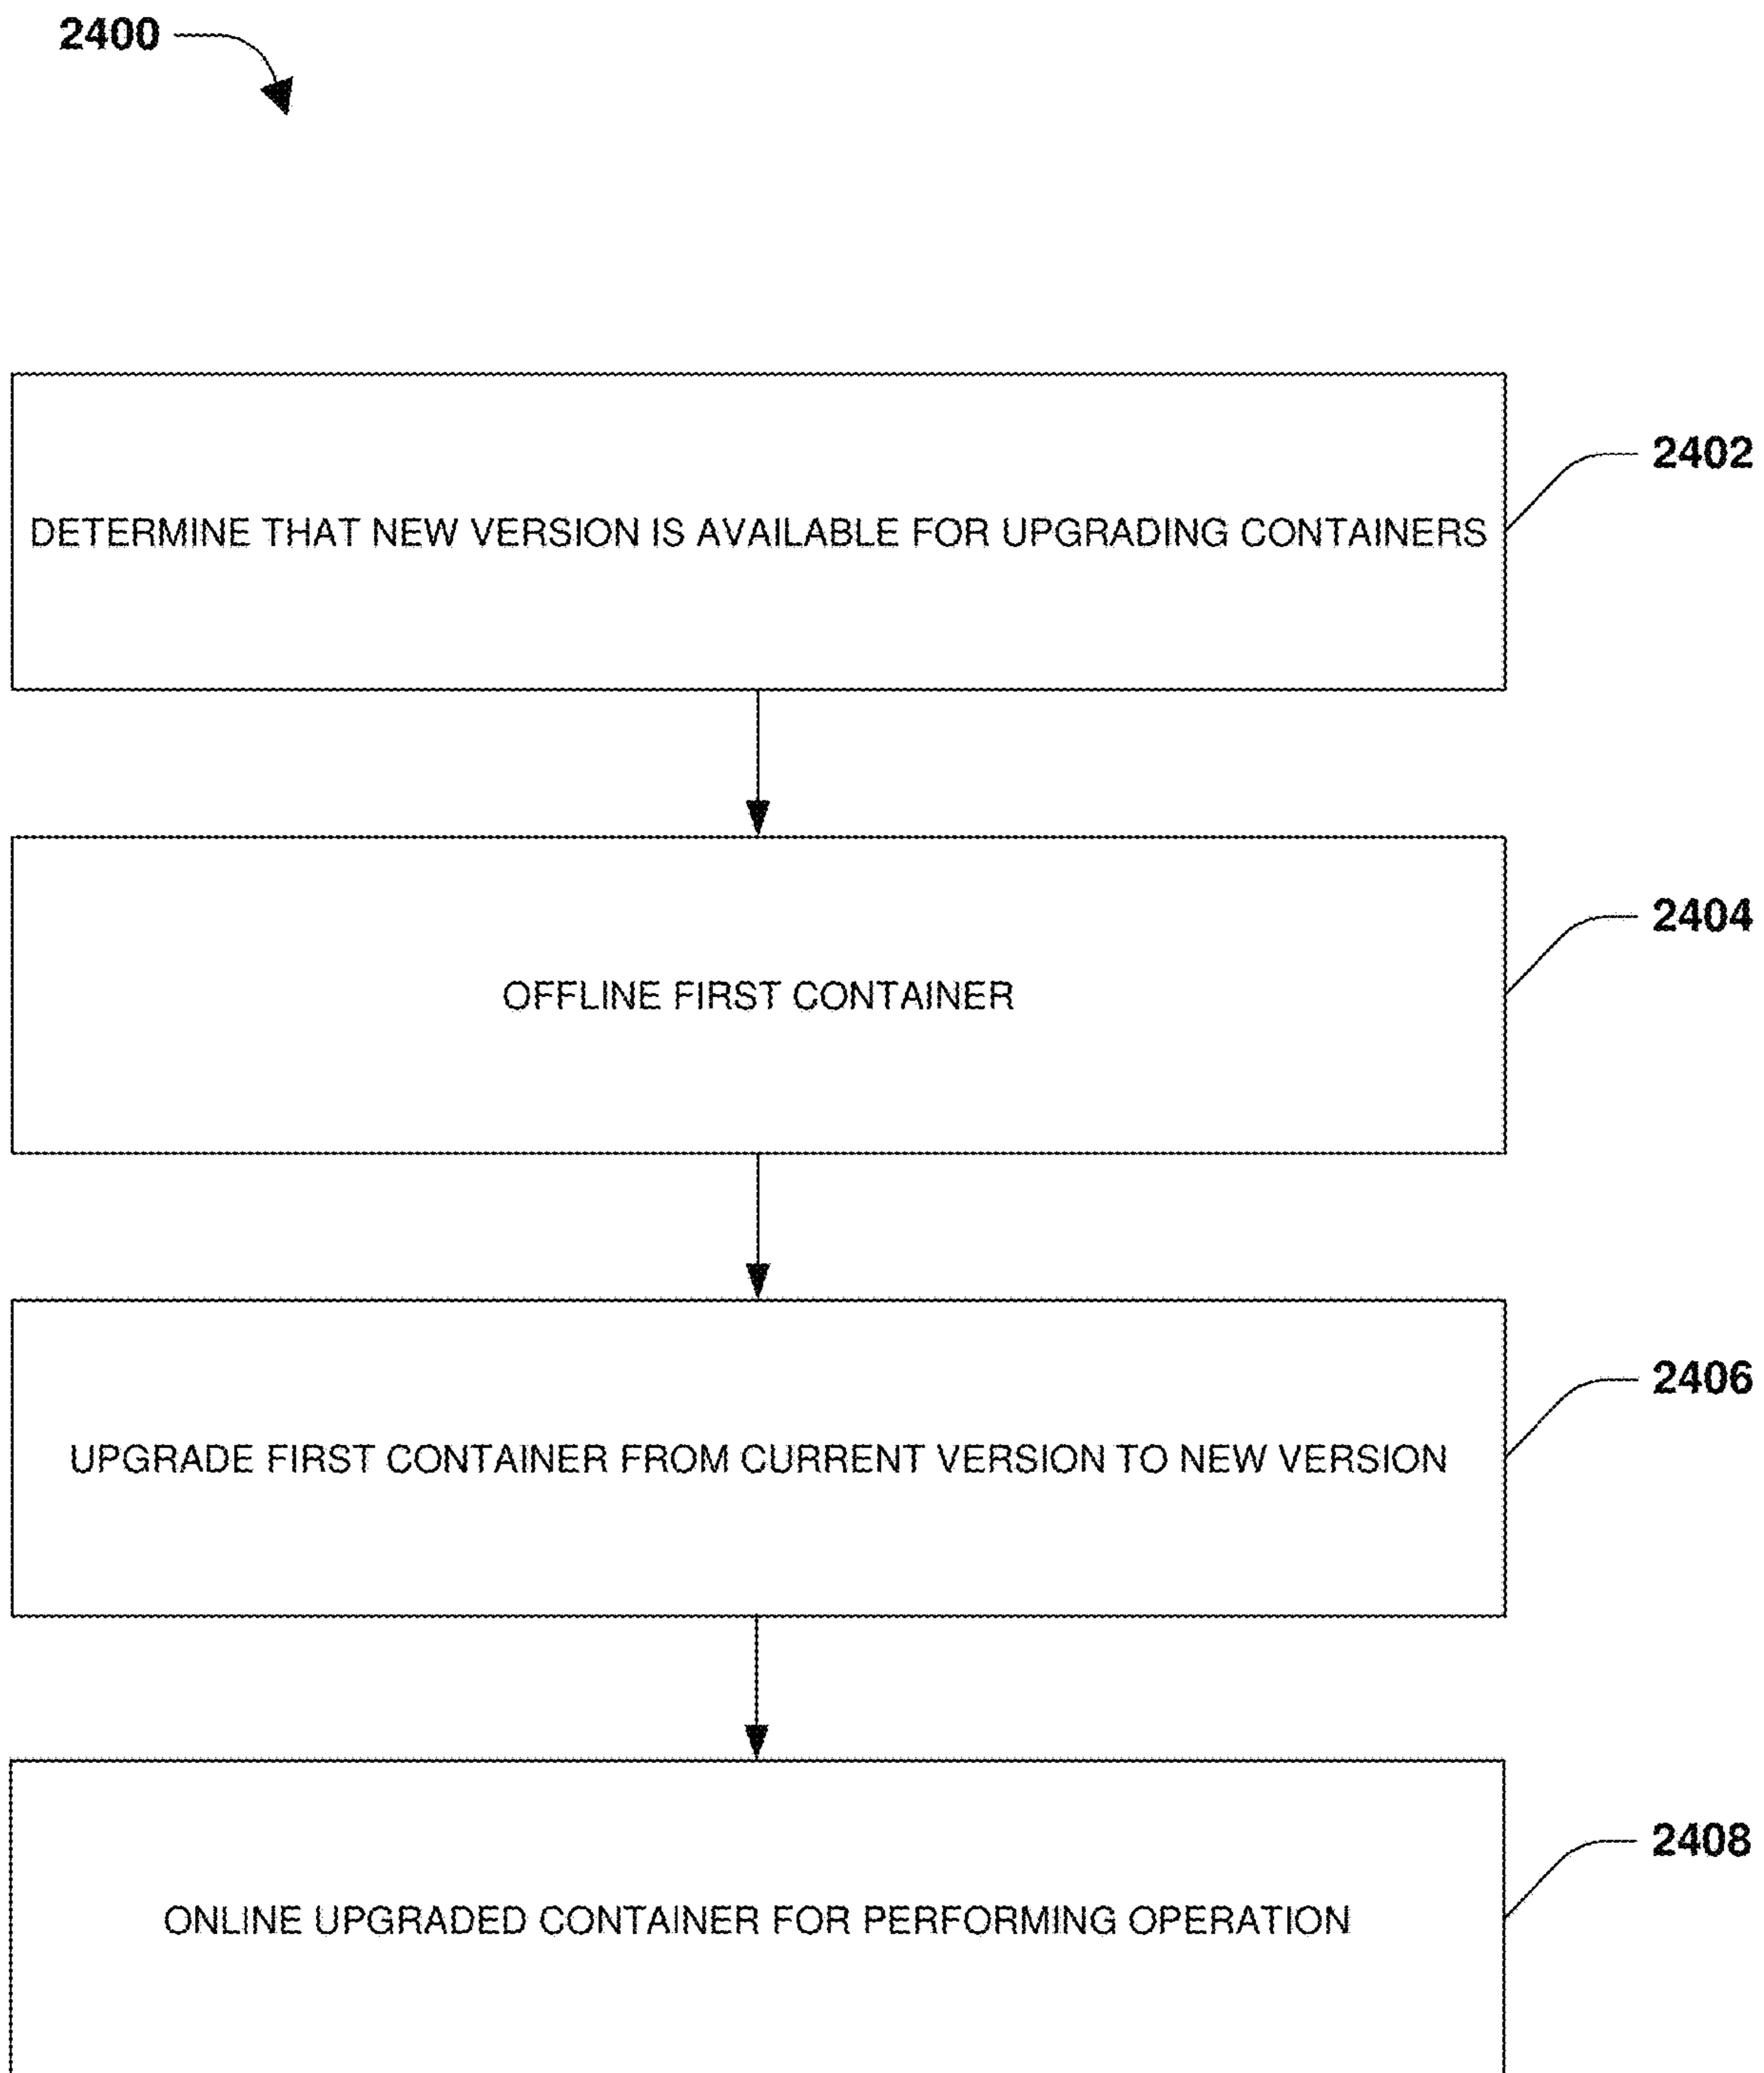 2400
2402
DETERMINE THAT NEW VERSION IS AVAILABLE FOR UPGRADING CONTAINERS
2404
OFFLINE FIRST CONTAINER
2406
UPGRADE FIRST CONTAINER FROM CURRENT VERSION TO NEW VERSION
2408
ONLINE UPGRADED CONTAINER FOR PERFORMING OPERATION